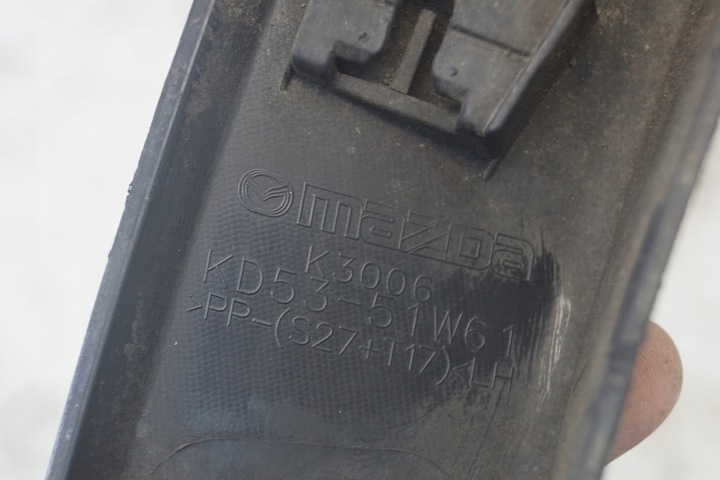 mazda
K3006
KD53-51W61
>PP-(S27+T17)<LH